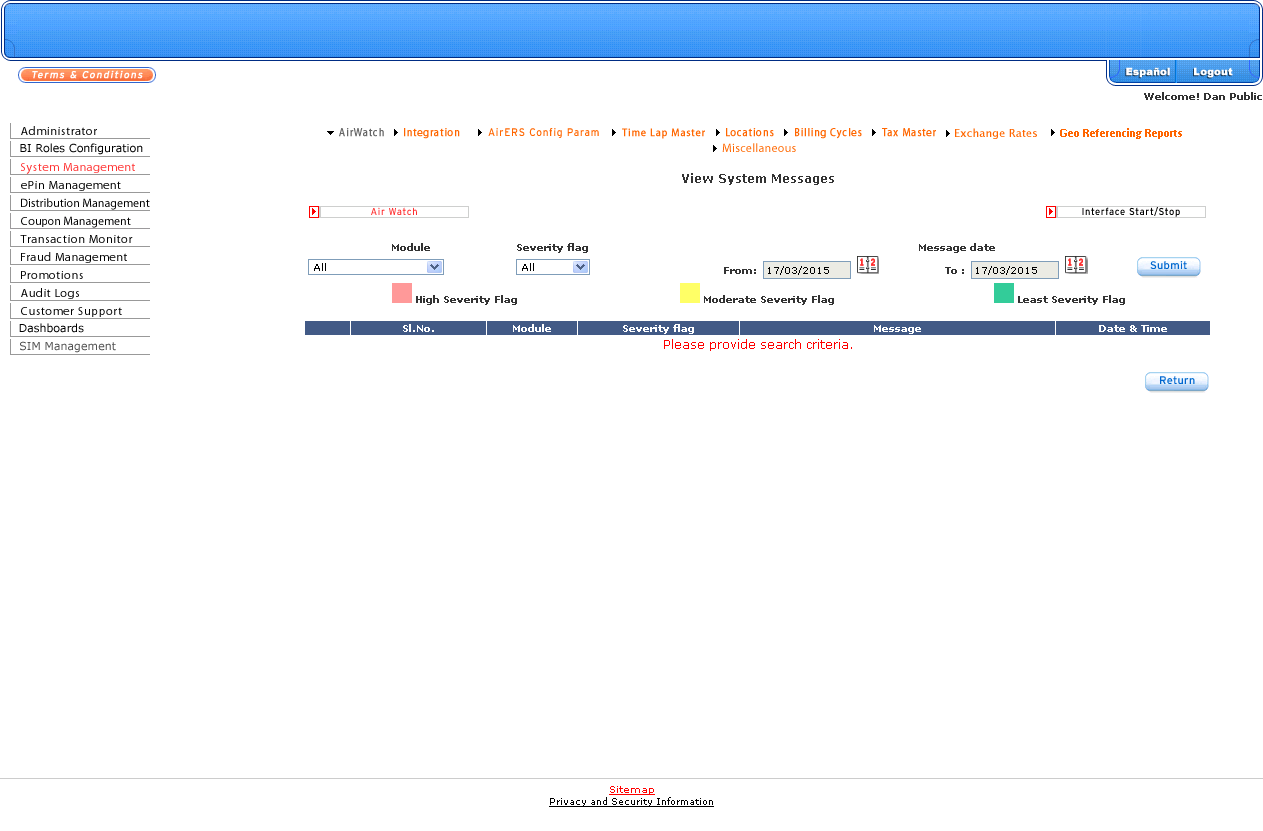 Terms & Conditions
Español Logout
Welcome! Dan Public
Administrator
BI Roles Configuration
System Management
ePin Management
Distribution Management
Coupon Management
Transaction Monitor
Fraud Management
Promotions
Audit Logs
Customer Support
Dashboards
SIM Management
AirWatch Integration AirERS Config Param Time Lap Master Locations Billing Cycles Tax Master Exchange Rates Geo Referencing Reports
Miscellaneous
View System Messages
Air Watch Interface Start/Stop
Module Severity flag Message date
All All From: 17/03/2015 12 To : 17/03/2015 12 Submit
High Severity Flag Moderate Severity Flag Least Severity Flag
Sl.No. Module Severity flag Message Date & Time
Please provide search criteria.
Return
Sitemap
Privacy and Security Information